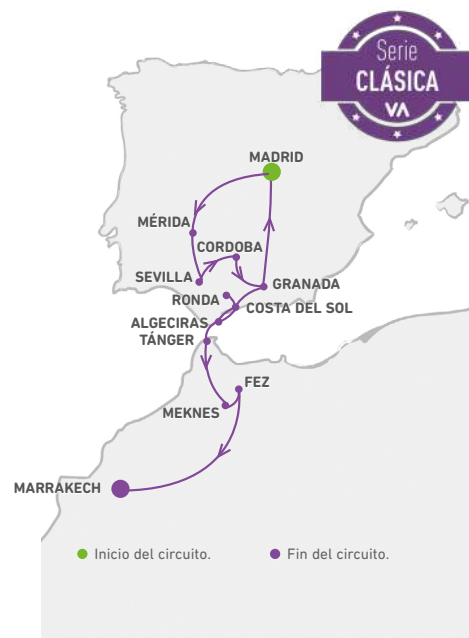 Serie
CLÁSICA
VA
MADRID
MÉRIDA
CORDOBA
SEVILLA
GRANADA
RONDA
COSTA DEL SOL
ALGECIRAS
TÁNGER
FEZ
MEKNES
MARRAKECH
Inicio del circuito.
Fin del circuito.